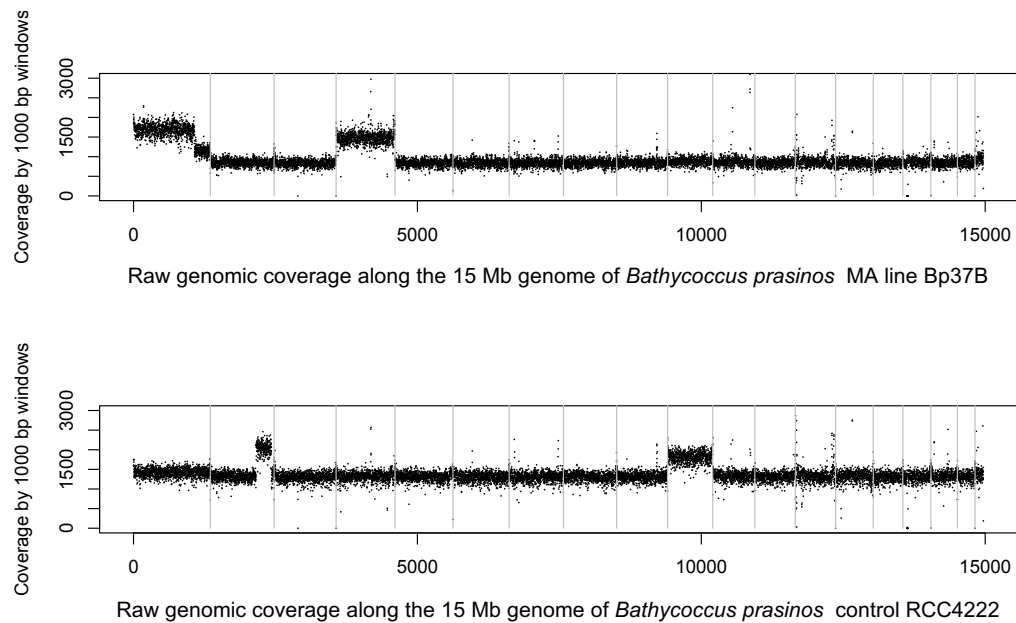 Coverage by 1000 bp windows
3000
1500
0
0 5000 10000 15000
Raw genomic coverage along the 15 Mb genome of Bathycoccus prasinos MA line Bp37B
Coverage by 1000 bp windows
3000
1500
0
0 5000 10000 15000
Raw genomic coverage along the 15 Mb genome of Bathycoccus prasinos control RCC4222